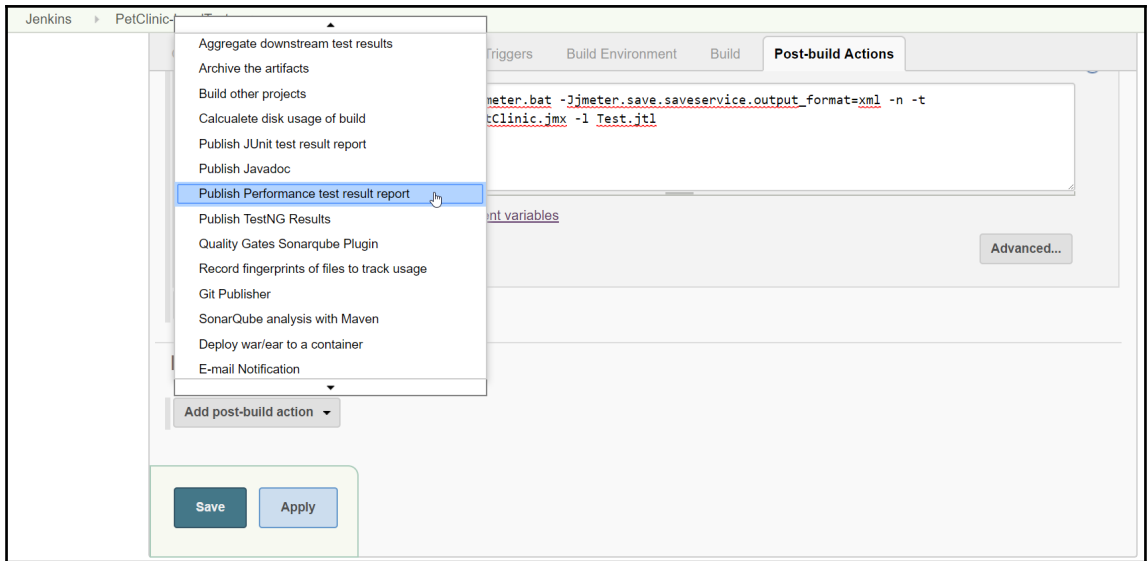 Jenkins PetClinic-
Aggregate downstream test results
Archive the artifacts
Build other projects
Calcualete disk usage of build
Publish JUnit test result report
Publish Javadoc
Publish Performance test result report
Publish TestNG Results
Quality Gates Sonarqube Plugin
Record fingerprints of files to track usage
Git Publisher
SonarQube analysis with Maven
Deploy war/ear to a container
E-mail Notification
Triggers Build Environment Build Post-build Actions
meter.bat -Jjmeter.save.saveservice.output_format=xml -n -t
tClinic.jmx -l Test.jtl
nt variables
Advanced...
Add post-build action
Save Apply